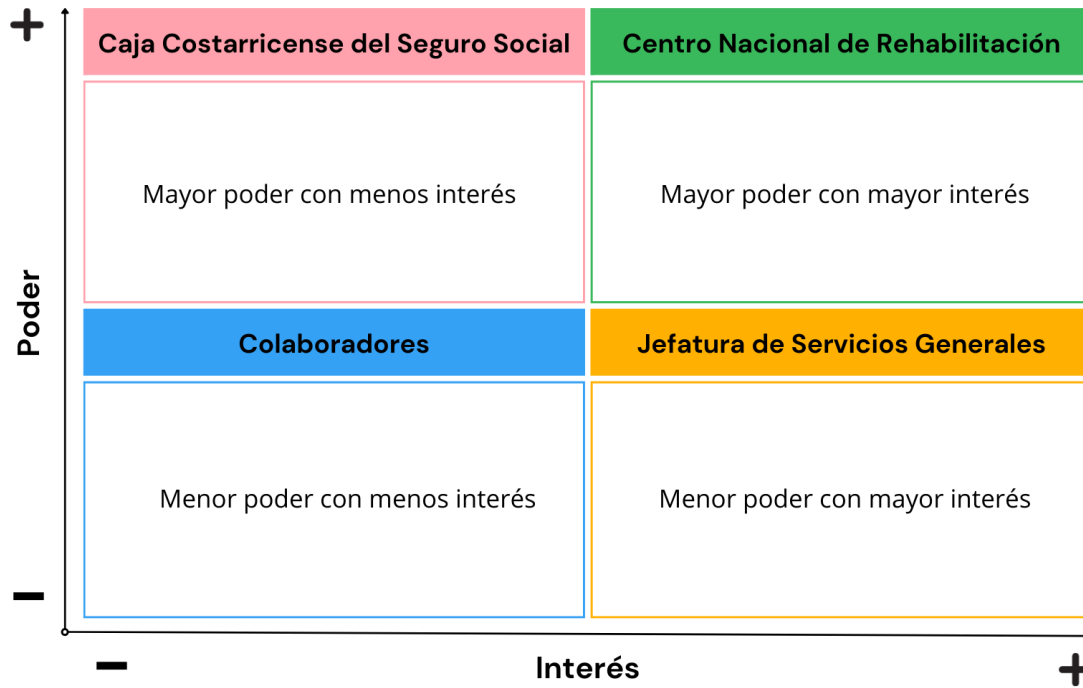 +
Caja Costarricense del Seguro Social
Centro Nacional de Rehabilitación
Mayor poder con menos interés
Mayor poder con mayor interés
Poder
Colaboradores
Jefatura de Servicios Generales
Menor poder con menos interés
Menor poder con mayor interés
-
-
Interés
+